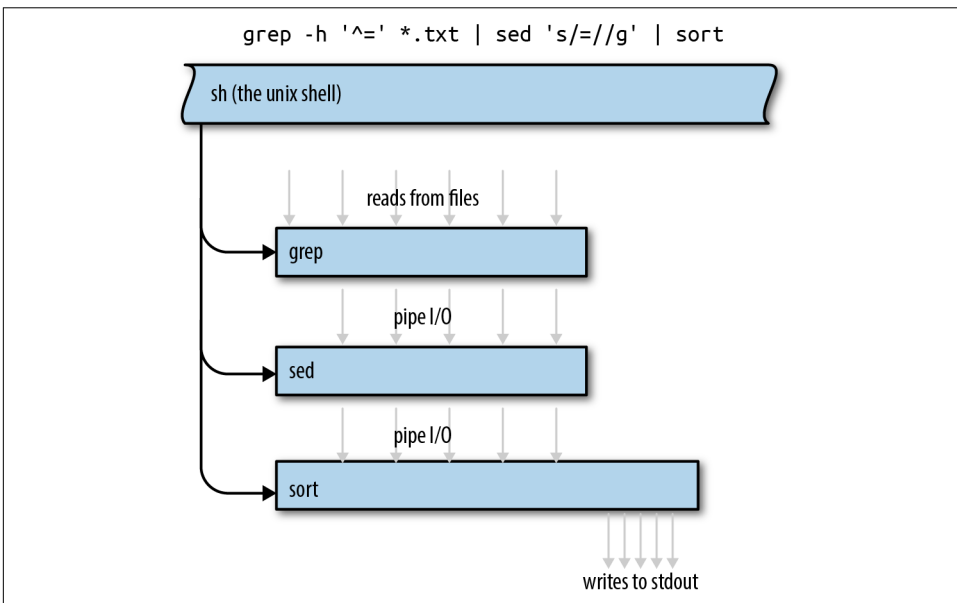 grep -h '^=' *.txt | sed 's/=//g' | sort
sh (the unix shell)
reads from files
grep
pipe I/O
sed
pipe I/O
sort
writes to stdout